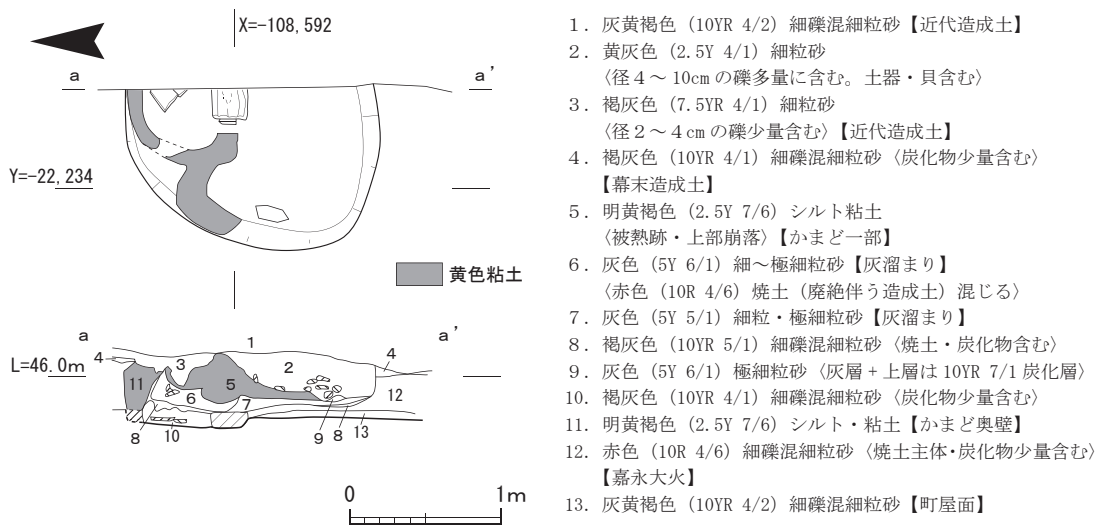 X=-108,592
a
a’
Y=-22,234
黄色粘土
a
a’
1
4
3
2
4
L=46.0m
11
5
12
6
7
8
10
9
8
13
0
1m
1．灰黄褐色（10YR 4/2）細礫混細粒砂【近代造成土】
2．黄灰色（2.5Y 4/1）細粒砂
〈径４～10cmの礫多量に含む。土器・貝含む〉
3．褐灰色（7.5YR 4/1）細粒砂
〈径２～４cmの礫少量含む〉【近代造成土】
4．褐灰色（10YR 4/1）細礫混細粒砂〈炭化物少量含む〉
【幕末造成土】
5．明黄褐色（2.5Y 7/6）シルト粘土
〈被熱跡・上部崩落〉【かまど一部】
6．灰色（5Y 6/1）細～極細粒砂【灰溜まり】
〈赤色（10R 4/6）焼土（廃絶伴う造成土）混じる〉
7．灰色（5Y 5/1）細粒・極細粒砂【灰溜まり】
8．褐灰色（10YR 5/1）細礫混細粒砂〈焼土・炭化物含む〉
9．灰色（5Y 6/1）極細粒砂〈灰層+上層は10YR 7/1炭化層〉
10．褐灰色（10YR 4/1）細礫混細粒砂〈炭化物少量含む〉
11．明黄褐色（2.5Y 7/6）シルト・粘土【かまど奥壁】
12．赤色（10R 4/6）細礫混細粒砂〈焼土主体・炭化物少量含む〉
【嘉永大火】
13．灰黄褐色（10YR 4/2）細礫混細粒砂【町屋面】